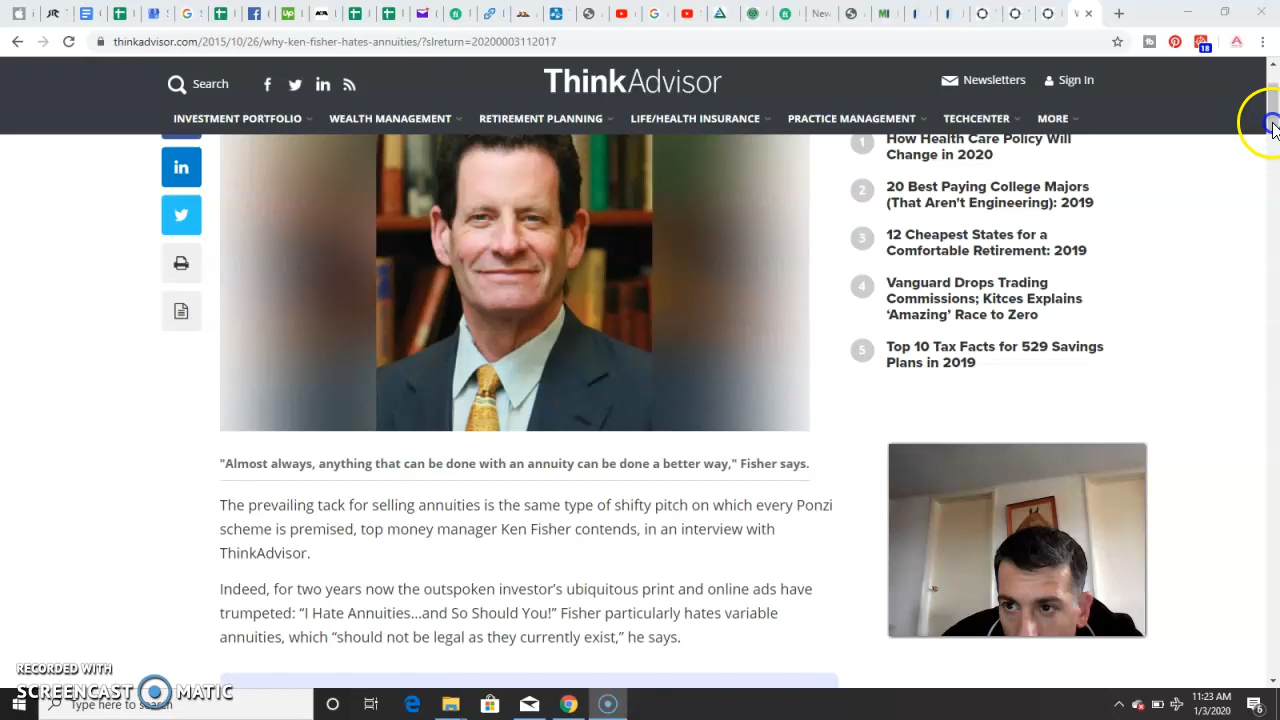 thinkadvisor.com/2015/10/26/why-ken-fisher-hates-annuities/?slreturn=20200003112017
18
Search
ThinkAdvisor
Newsletters
Sign In
INVESTMENT PORTFOLIO
WEALTH MANAGEMENT
RETIREMENT PLANNING
LIFE/HEALTH INSURANCE
PRACTICE MANAGEMENT
TECHCENTER
MORE
1
How Health Care Policy Will
Change in 2020
2
20 Best Paying College Majors
(That Aren't Engineering): 2019
3
12 Cheapest States for a
Comfortable Retirement: 2019
4
Vanguard Drops Trading
Commissions; Kitces Explains
‘Amazing’ Race to Zero
5
Top 10 Tax Facts for 529 Savings
Plans in 2019
"Almost always, anything that can be done with an annuity can be done a better way," Fisher says.
The prevailing tack for selling annuities is the same type of shifty pitch on which every Ponzi
scheme is premised, top money manager Ken Fisher contends, in an interview with
ThinkAdvisor.
Indeed, for two years now the outspoken investor’s ubiquitous print and online ads have
trumpeted: “I Hate Annuities…and So Should You!” Fisher particularly hates variable
annuities, which “should not be legal as they currently exist,” he says.
RECORDED WITH
SCREENCAST MATIC
Type here to search
11:23 AM
1/3/2020
6